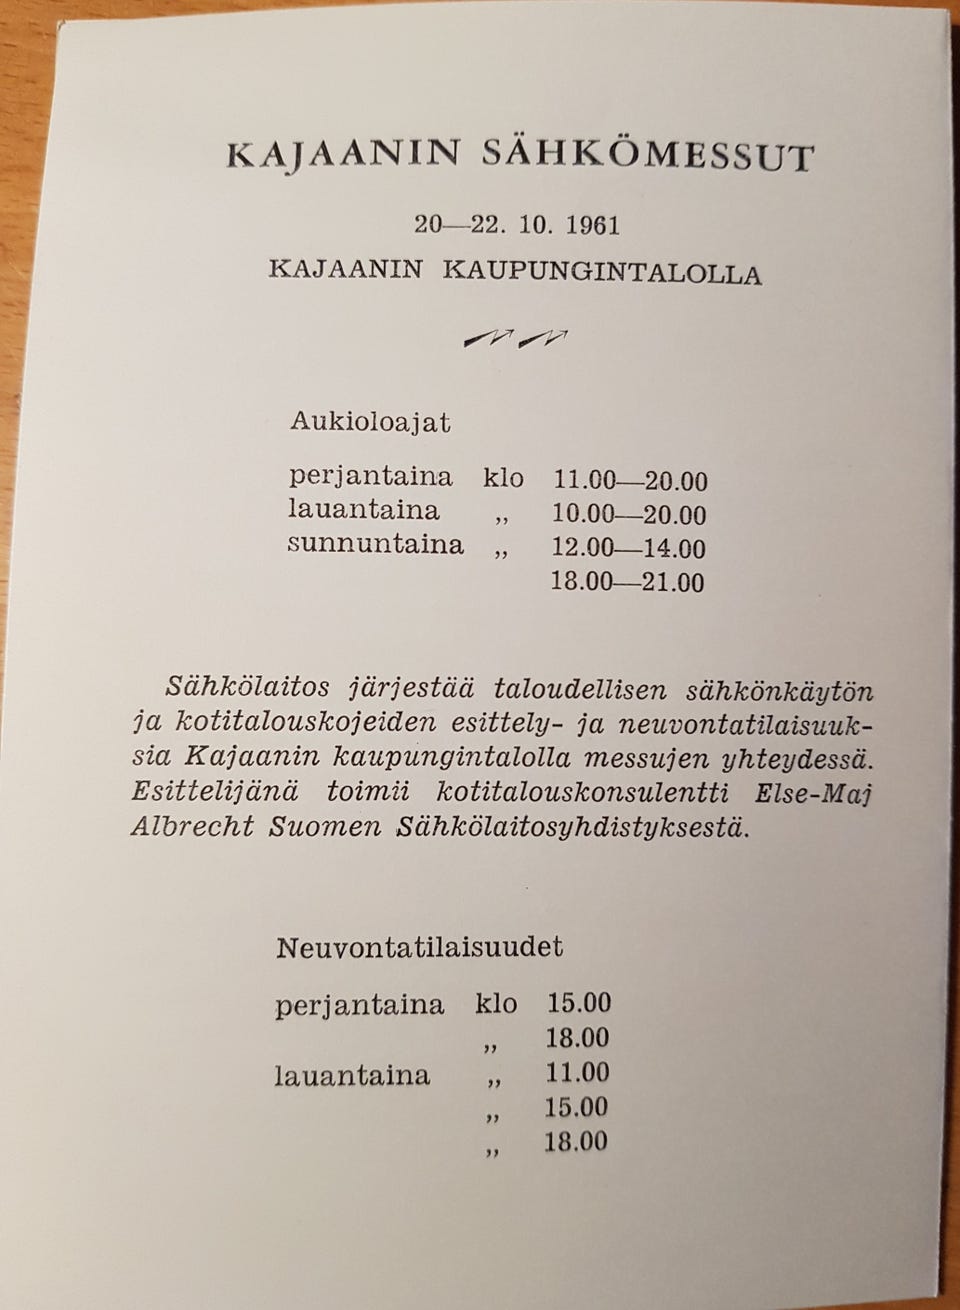 KAJAANIN SÄHKÖMESSUT
20—22. 10. 1961
KAJAANIN KAUPUNGINTALOLLA
Aukioloajat
perjantaina klo 11.00—20.00
lauantaina „ 10.00—20.00
sunnuntaina „ 12.00—14.00
18.00—21.00
Sähkölaitos järjestää taloudellisen sähkönkäytön
ja kotitalouskojeiden esittely- ja neuvontatilaisuuk-
sia Kajaanin kaupungintalolla messujen yhteydessä.
Esittelijänä toimii kotitalouskonsulentti Else-Maj
Albrecht Suomen Sähkölaitosyhdistyksestä.
Neuvontatilaisuudet
perjantaina klo 15.00
„ 18.00
lauantaina „ 11.00
„ 15.00
„ 18.00